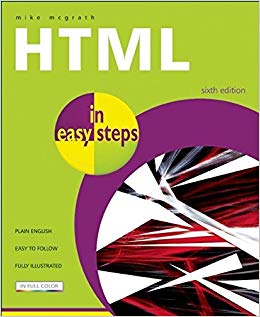 mike mcgrath
HTML
sixth edition
in
easy steps
PLAIN ENGLISH
EASY TO FOLLOW
FULLY ILLUSTRATED
IN FULL COLOR